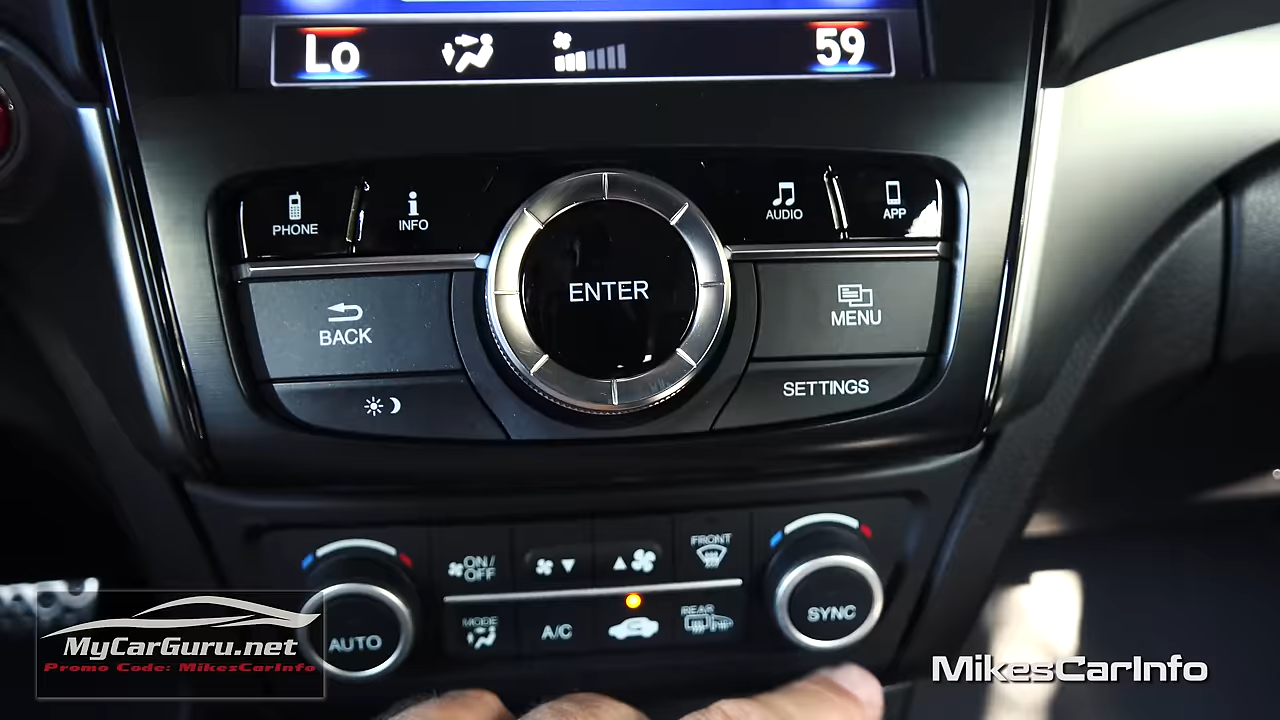 Lo
59
PHONE
INFO
AUDIO
APP
ENTER
BACK
MENU
SETTINGS
ON/
OFF
FRONT
MODE
A/C
REAR
AUTO
SYNC
MyCarGuru.net
Promo Code: MikesCarInfo
MikesCarInfo